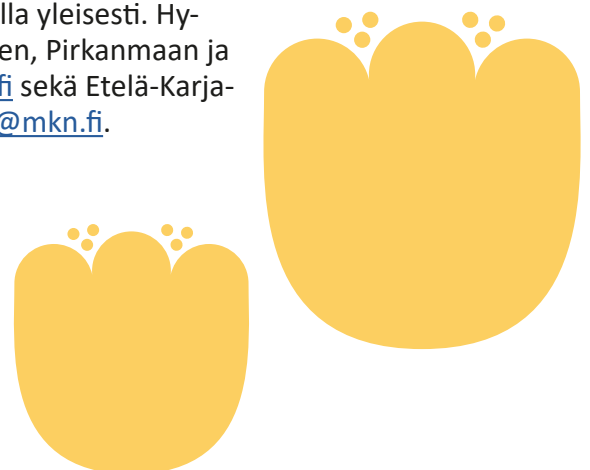 lla yleisesti. Hy-
en, Pirkanmaan ja
fi sekä Etelä-Karja-
@mkn.fi.